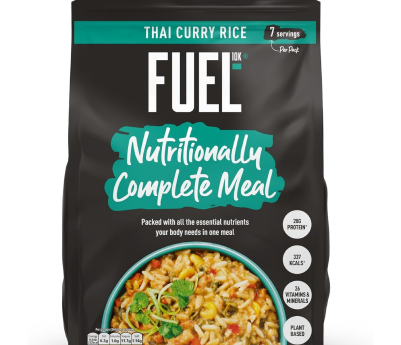 THAI CURRY RICE
7 servings
Per Pack
FUEL
10K
Nutritionally
Complete Meal
Packed with all the essential nutrients
your body needs in one meal
20G
PROTEIN*
337
KCALS*
26
VITAMINS &
MINERALS
PLANT
BASED